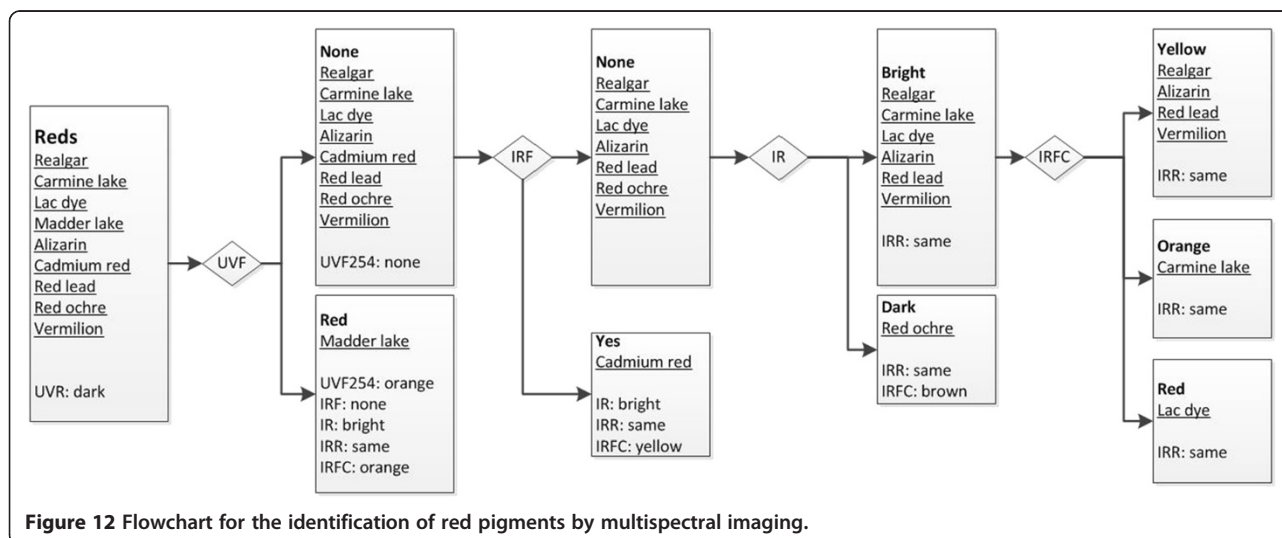 Reds
Realgar
Carmine lake
Lac dye
Madder lake
Alizarin
Cadmium red
Red lead
Red ochre
Vermilion
UVR: dark
UVF
None
Realgar
Carmine lake
Lac dye
Alizarin
Cadmium red
Red lead
Red ochre
Vermilion
UVF254: none
Red
Madder lake
UVF254: orange
IRF: none
IR: bright
IRR: same
IRFC: orange
IRF
None
Realgar
Carmine lake
Lac dye
Alizarin
Red lead
Red ochre
Vermilion
Yes
Cadmium red
IR: bright
IRR: same
IRFC: yellow
IR
Bright
Realgar
Carmine lake
Lac dye
Alizarin
Red lead
Vermilion
IRR: same
Dark
Red ochre
IRR: same
IRFC: brown
IRFC
Yellow
Realgar
Alizarin
Red lead
Vermilion
IRR: same
Orange
Carmine lake
IRR: same
Red
Lac dye
IRR: same
Figure 12 Flowchart for the identification of red pigments by multispectral imaging.